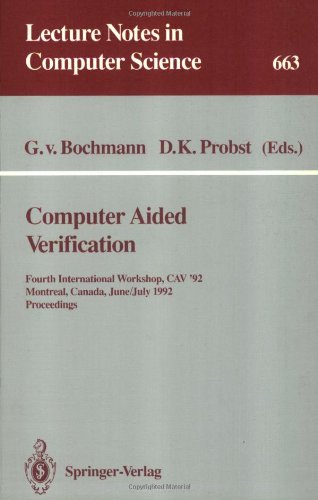 Lecture Notes in
Computer Science
663
G. v. Bochmann D. K. Probst (Eds.)
Computer Aided
Verification
Fourth International Workshop, CAV '92
Montreal, Canada, June/July 1992
Proceedings
Springer-Verlag